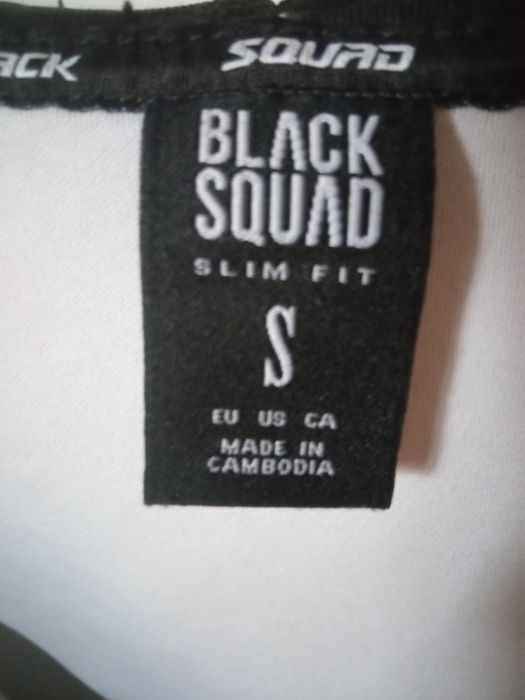 ACK SQUAD
BLACK
SQUAD
SLIM FIT
S
EU US CA
MADE IN
CAMBODIA